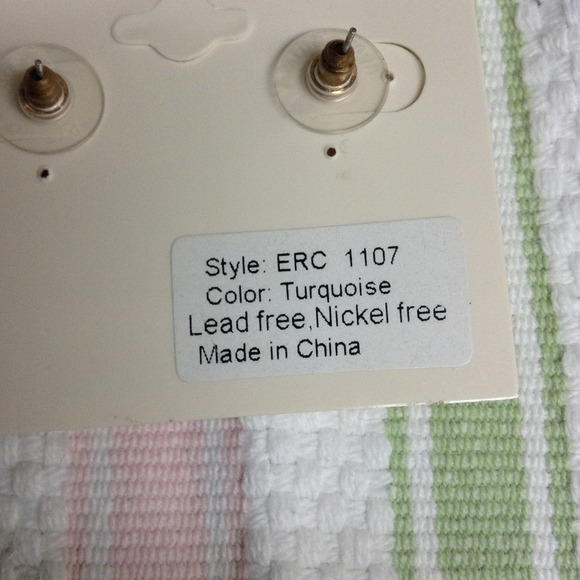 Style: ERC 1107
Color: Turquoise
Lead free,Nickel free
Made in China